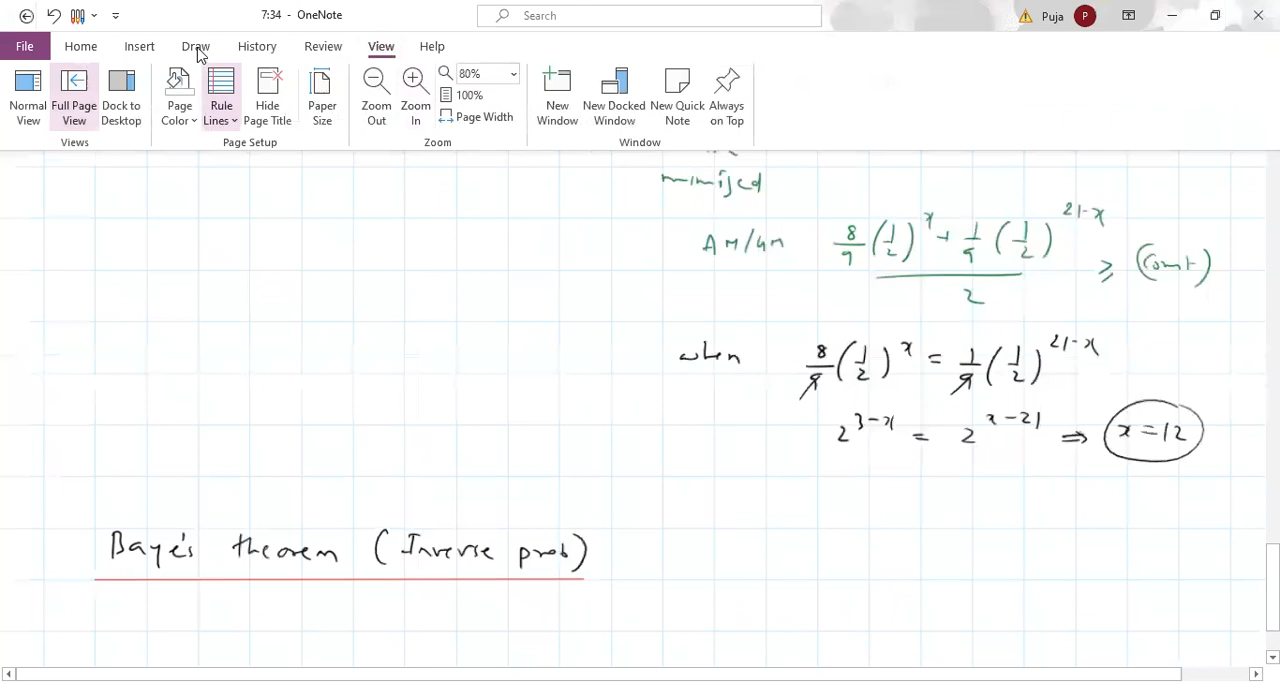 7:34 - OneNote
Search
Puja P
File Home Insert Draw History Review View Help
Normal View
Full Page View
Dock to Desktop
Page Color
Rule Lines
Hide Page Title
Paper Size
Zoom Out
Zoom In
80%
100%
Page Width
New Window
New Docked Window
New Quick Note
Always on Top
Views Page Setup Zoom Window
minimized
AM/GM 8/9 (1/2)^x + 1/9 (1/2)^21-x / 2 ≥ (Const)
when 8/9 (1/2)^x = 1/9 (1/2)^21-x
2^3-x = 2^x-21 ⇒ x=12
Baye's theorem (Inverse prob)